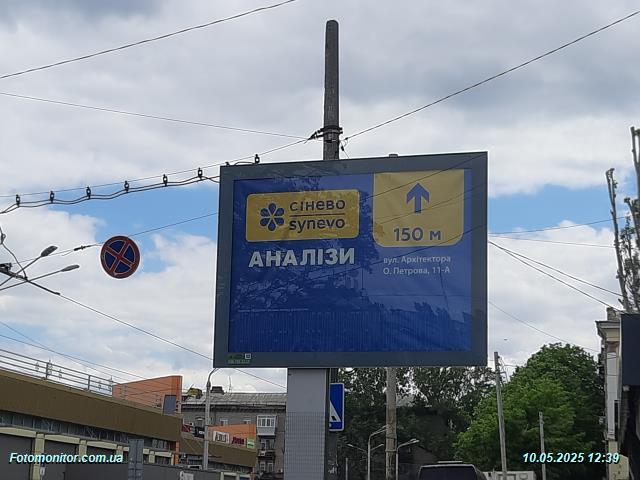 сінево
synevo
150 м
АНАЛІЗИ
вул. Архітектора
О. Петрова, 11-А
Fotomonitor.com.ua
10.05.2025 12:39